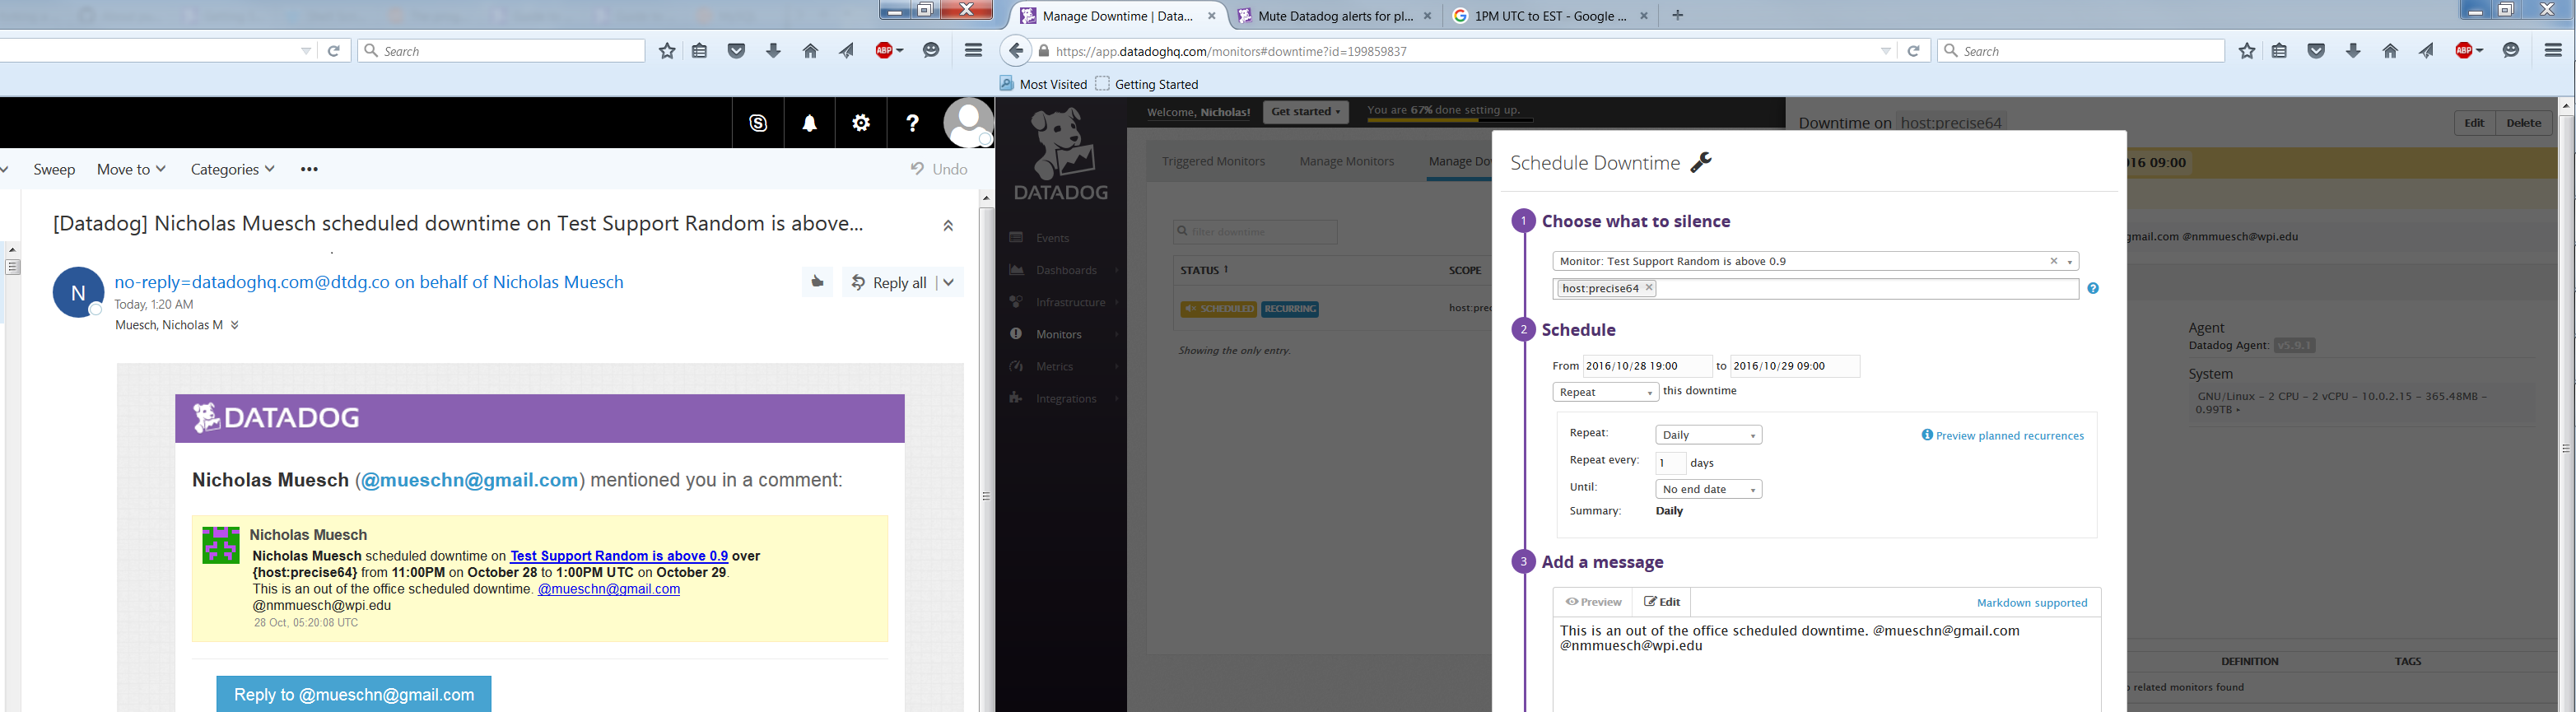 Search
Sweep
Move to
Categories
•••
Undo
[Datadog] Nicholas Muesch scheduled downtime on Test Support Random is above...
N
no-reply=datadoghq.com@dtdg.co on behalf of Nicholas Muesch
Today, 1:20 AM
Muesch, Nicholas M
Reply all
DATADOG
Nicholas Muesch (@mueschn@gmail.com) mentioned you in a comment:
Nicholas Muesch
Nicholas Muesch scheduled downtime on Test Support Random is above 0.9 over
{host:precise64} from 11:00PM on October 28 to 1:00PM UTC on October 29.
This is an out of the office scheduled downtime. @mueschn@gmail.com
@nmmuesch@wpi.edu
28 Oct, 05:20:08 UTC
Reply to @mueschn@gmail.com
Manage Downtime | Data...
Mute Datadog alerts for pl...
1PM UTC to EST - Google ...
https://app.datadoghq.com/monitors#downtime?id=199859837
Search
ABP
ABP
Most Visited
Getting Started
DATADOG
Events
Dashboards
Infrastructure
Monitors
Metrics
Integrations
Welcome, Nicholas!
Get started
You are 67% done setting up.
Triggered Monitors
Manage Monitors
Manage Dow
Filter downtime
STATUS 1
SCOPE
SCHEDULED
RECURRING
host:prec
Showing the only entry.
Schedule Downtime
1 Choose what to silence
Monitor: Test Support Random is above 0.9
host:precise64
2 Schedule
From 2016/10/28 19:00 to 2016/10/29 09:00
Repeat this downtime
Repeat: Daily
Preview planned recurrences
Repeat every: 1 days
Until: No end date
Summary: Daily
3 Add a message
Preview
Edit
Markdown supported
This is an out of the office scheduled downtime. @mueschn@gmail.com
@nmmuesch@wpi.edu
Downtime on host:precise64
Edit
Delete
016 09:00
gmail.com @nmmuesch@wpi.edu
Agent
Datadog Agent: v5.9.1
System
GNU/Linux – 2 CPU – 2 vCPU – 10.0.2.15 – 365.48MB –
0.99TB
DEFINITION
TAGS
related monitors found